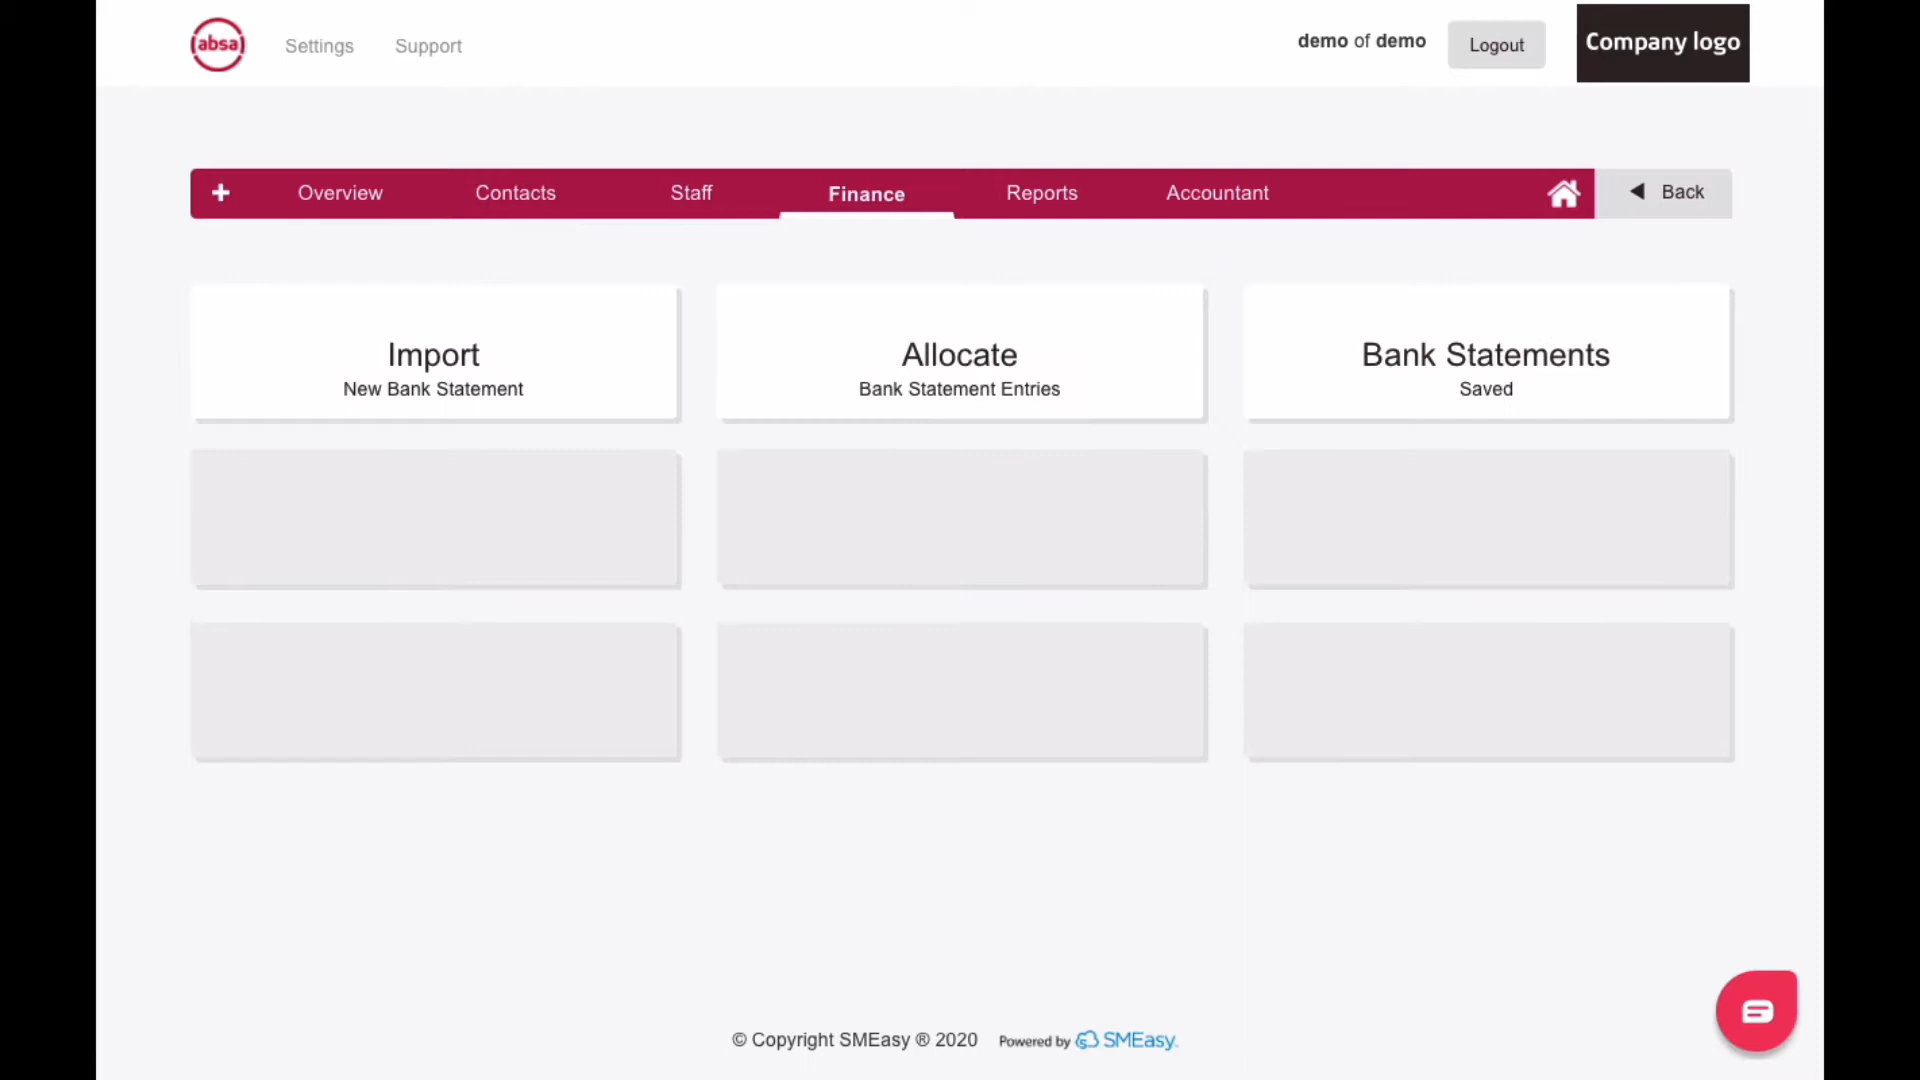 absa
Settings
Support
demo of demo
Logout
Company logo
Overview
Contacts
Staff
Finance
Reports
Accountant
Back
Import
New Bank Statement
Allocate
Bank Statement Entries
Bank Statements
Saved
© Copyright SMEasy ® 2020
Powered by SMEasy.